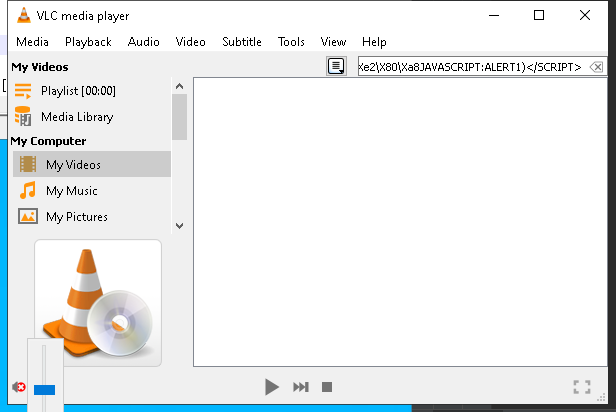 VLC media player
Media Playback Audio Video Subtitle Tools View Help
My Videos
Xe2\X80\Xa8JAVASCRIPT:ALERT1)</SCRIPT>
Playlist [00:00]
Media Library
My Computer
My Videos
My Music
My Pictures